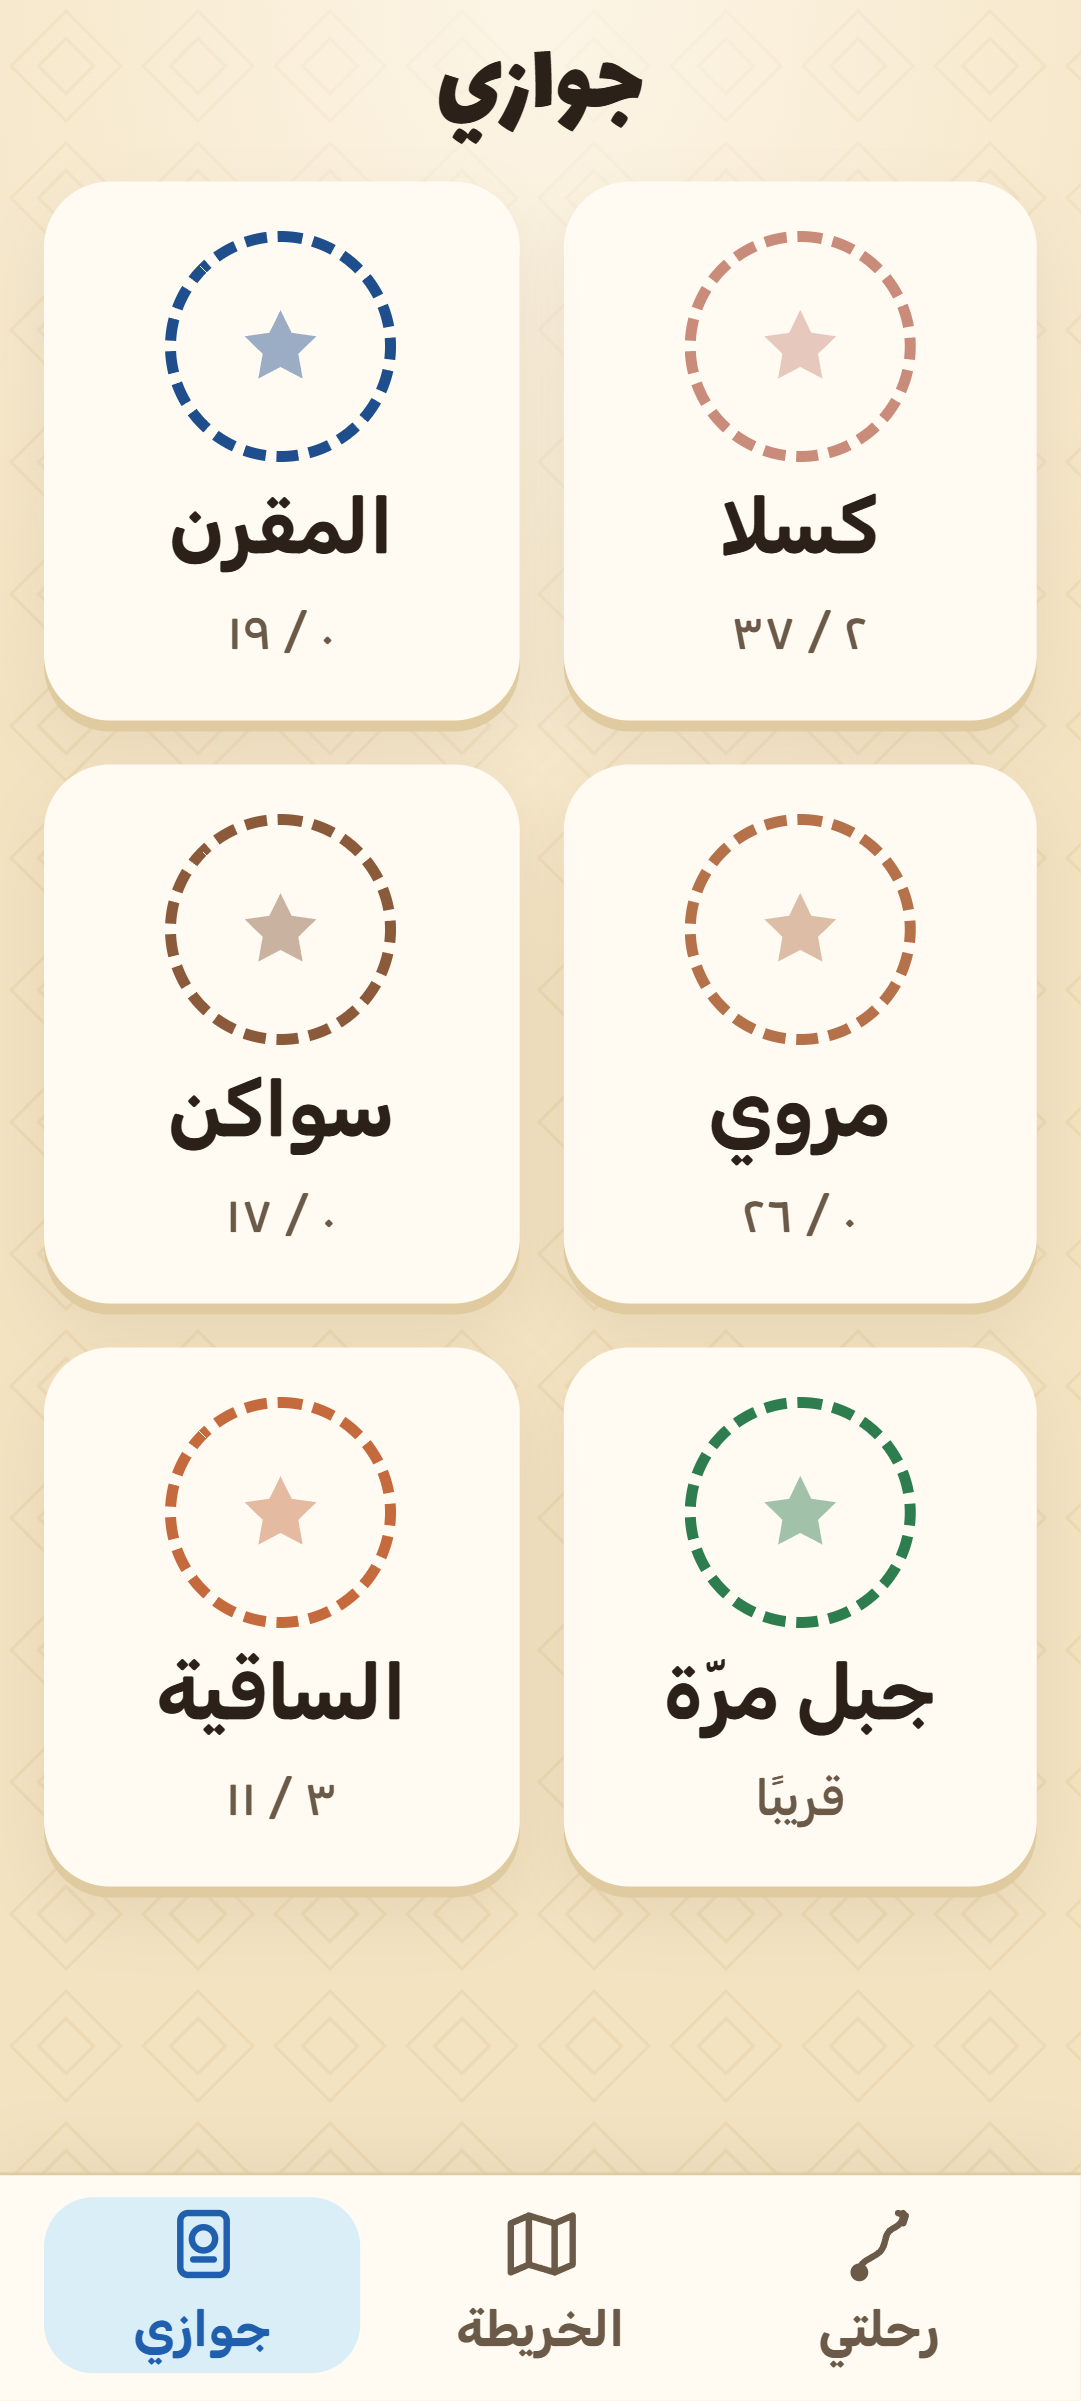 جوازي
كسلا
٢ / ٣٧
المقرن
٠ / ١٩
مروي
٠ / ٢٦
سواكن
٠ / ١٧
جبل مرّة
قريبًا
الساقية
٣ / ١١
رحلتي
الخريطة
جوازي